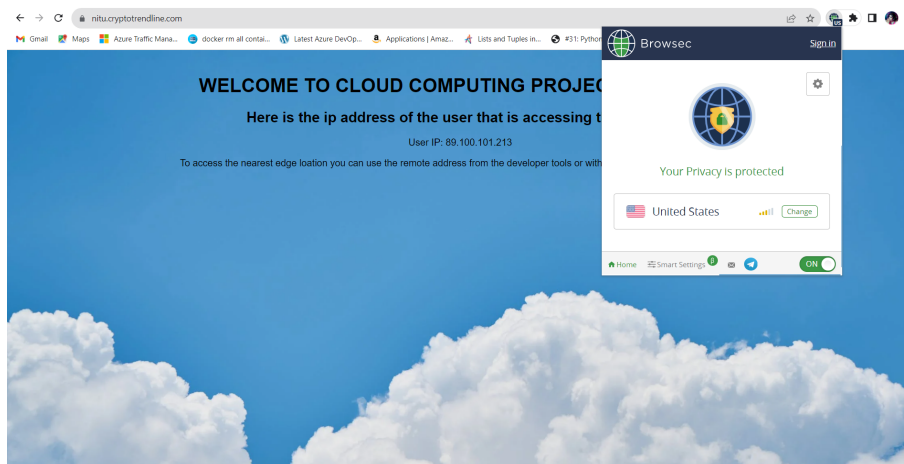 nitu.cryptotrendline.com
Gmail Maps Azure Traffic Mana... docker rm all contai... Latest Azure DevOp... Applications | Amaz... Lists and Tuples in... #31: Python
Browsec Sign in
WELCOME TO CLOUD COMPUTING PROJEC
Here is the ip address of the user that is accessing t
User IP: 89.100.101.213
To access the nearest edge loation you can use the remote address from the developer tools or with
Your Privacy is protected
United States Change
Home Smart Settings β ON